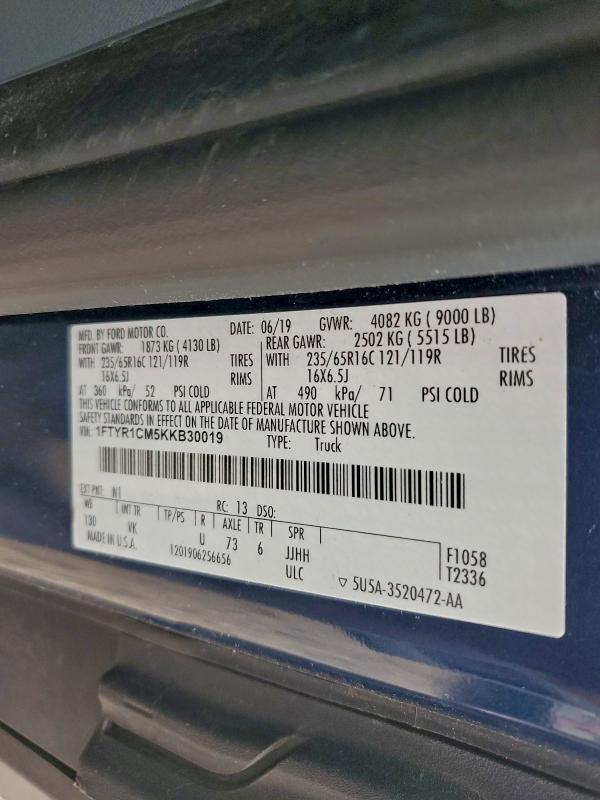 MFD. BY FORD MOTOR CO. DATE: 06/19 GVWR: 4082 KG ( 9000 LB)
FRONT GAWR: 1873 KG ( 4130 LB) REAR GAWR: 2502 KG ( 5515 LB)
WITH 235/65R16C 121/119R TIRES WITH 235/65R16C 121/119R TIRES
16X6.5J RIMS 16X6.5J RIMS
AT 360 kPa/ 52 PSI COLD AT 490 kPa/ 71 PSI COLD
THIS VEHICLE CONFORMS TO ALL APPLICABLE FEDERAL MOTOR VEHICLE
SAFETY STANDARDS IN EFFECT ON THE DATE OF MANUFACTURE SHOWN ABOVE.
VIN: 1FTYR1CM5KKB30019 TYPE: Truck
EXT PNT: N1 RC: 13 DSO:
WB INT TR TP/PS R AXLE TR SPR
130 VK U 73 6 JJHH F1058
MADE IN U.S.A. 1201906256656 ULC T2336
▽ 5U5A-3520472-AA